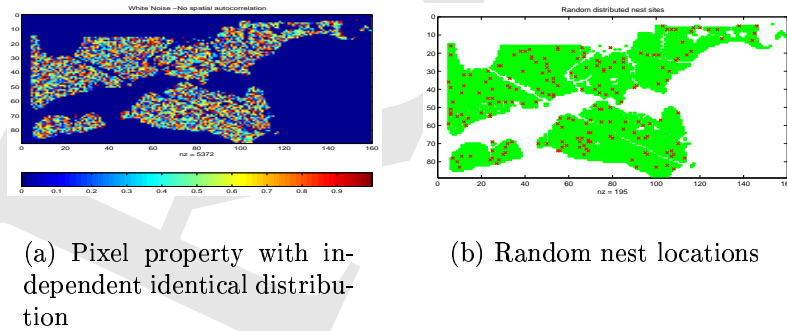 White Noise –No spatial autocorrelation
0
10
20
30
40
50
60
70
80
0 20 40 60 80 100 120 140 160
nz = 5372
0 0.1 0.2 0.3 0.4 0.5 0.6 0.7 0.8 0.9
(a) Pixel property with in-
dependent identical distribu-
tion
Random distributed nest sites
0
10
20
30
40
50
60
70
80
0 20 40 60 80 100 120 140 160
nz = 195
(b) Random nest locations